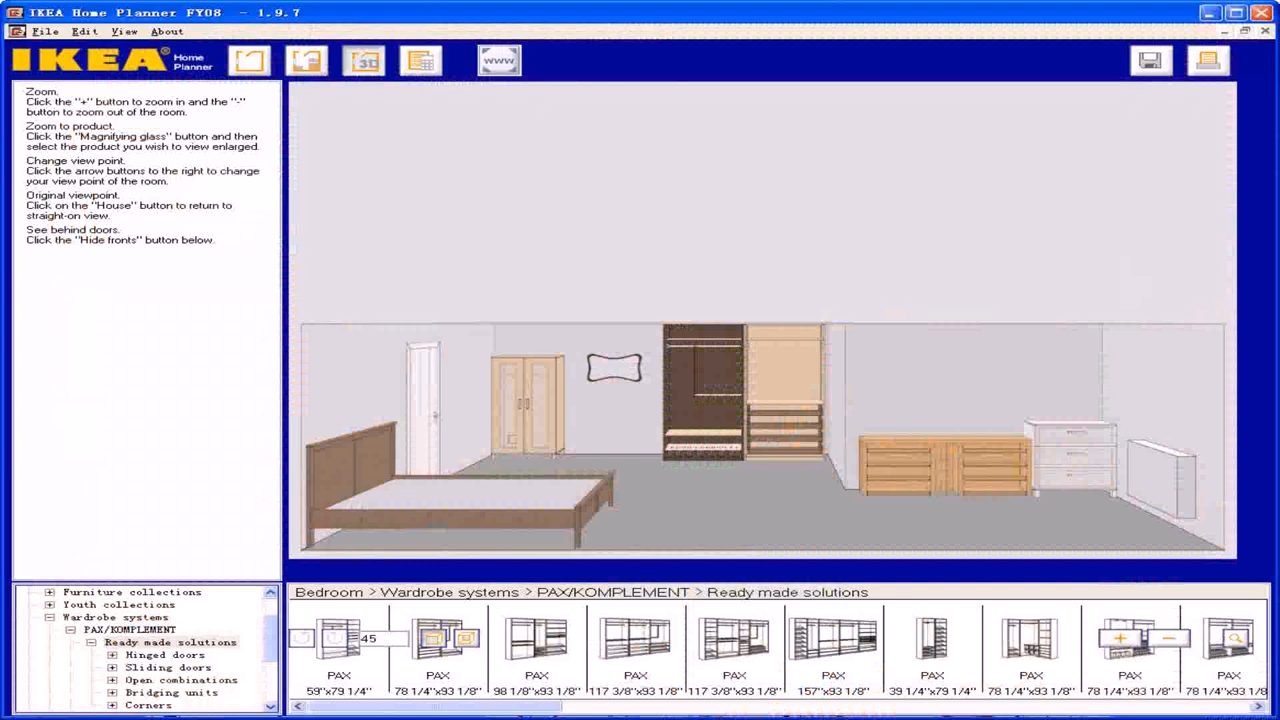 IKEA Home Planner FY08 - 1.9.7
File Edit View About
IKEA® Home Planner
3D
WWW
Zoom.
Click the "+" button to zoom in and the "-"
button to zoom out of the room.
Zoom to product.
Click the "Magnifying glass" button and then
select the product you wish to view enlarged.
Change view point.
Click the arrow buttons to the right to change
your view point of the room.
Original viewpoint.
Click on the "House" button to return to
straight-on view.
See behind doors.
Click the "Hide fronts" button below.
Furniture collections
Youth collections
Wardrobe systems
PAX/KOMPLEMENT
Ready made solutions
Hinged doors
Sliding doors
Open combinations
Bridging units
Corners
Bedroom > Wardrobe systems > PAX/KOMPLEMENT > Ready made solutions
45
PAX PAX PAX PAX PAX PAX PAX PAX PAX PAX
59"x79 1/4" 78 1/4"x93 1/8" 98 1/8"x93 1/8" 117 3/8"x93 1/8" 117 3/8"x93 1/8" 157"x93 1/8" 39 1/4"x79 1/4" 78 1/4"x93 1/8" 78 1/4"x93 1/8" 78 1/4"x93 1/8